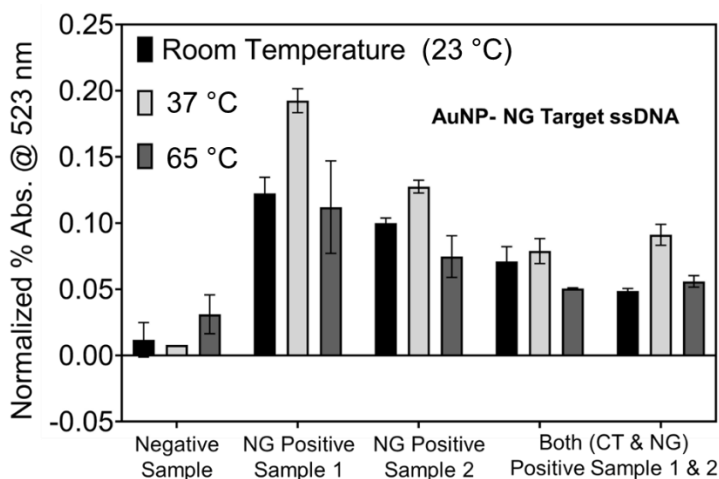 Normalized % Abs. @ 523 nm
0.25
0.20
0.15
0.10
0.05
0.00
-0.05
Room Temperature (23 °C)
37 °C
65 °C
AuNP- NG Target ssDNA
Negative
Sample
NG Positive
Sample 1
NG Positive
Sample 2
Both (CT & NG)
Positive Sample 1 & 2